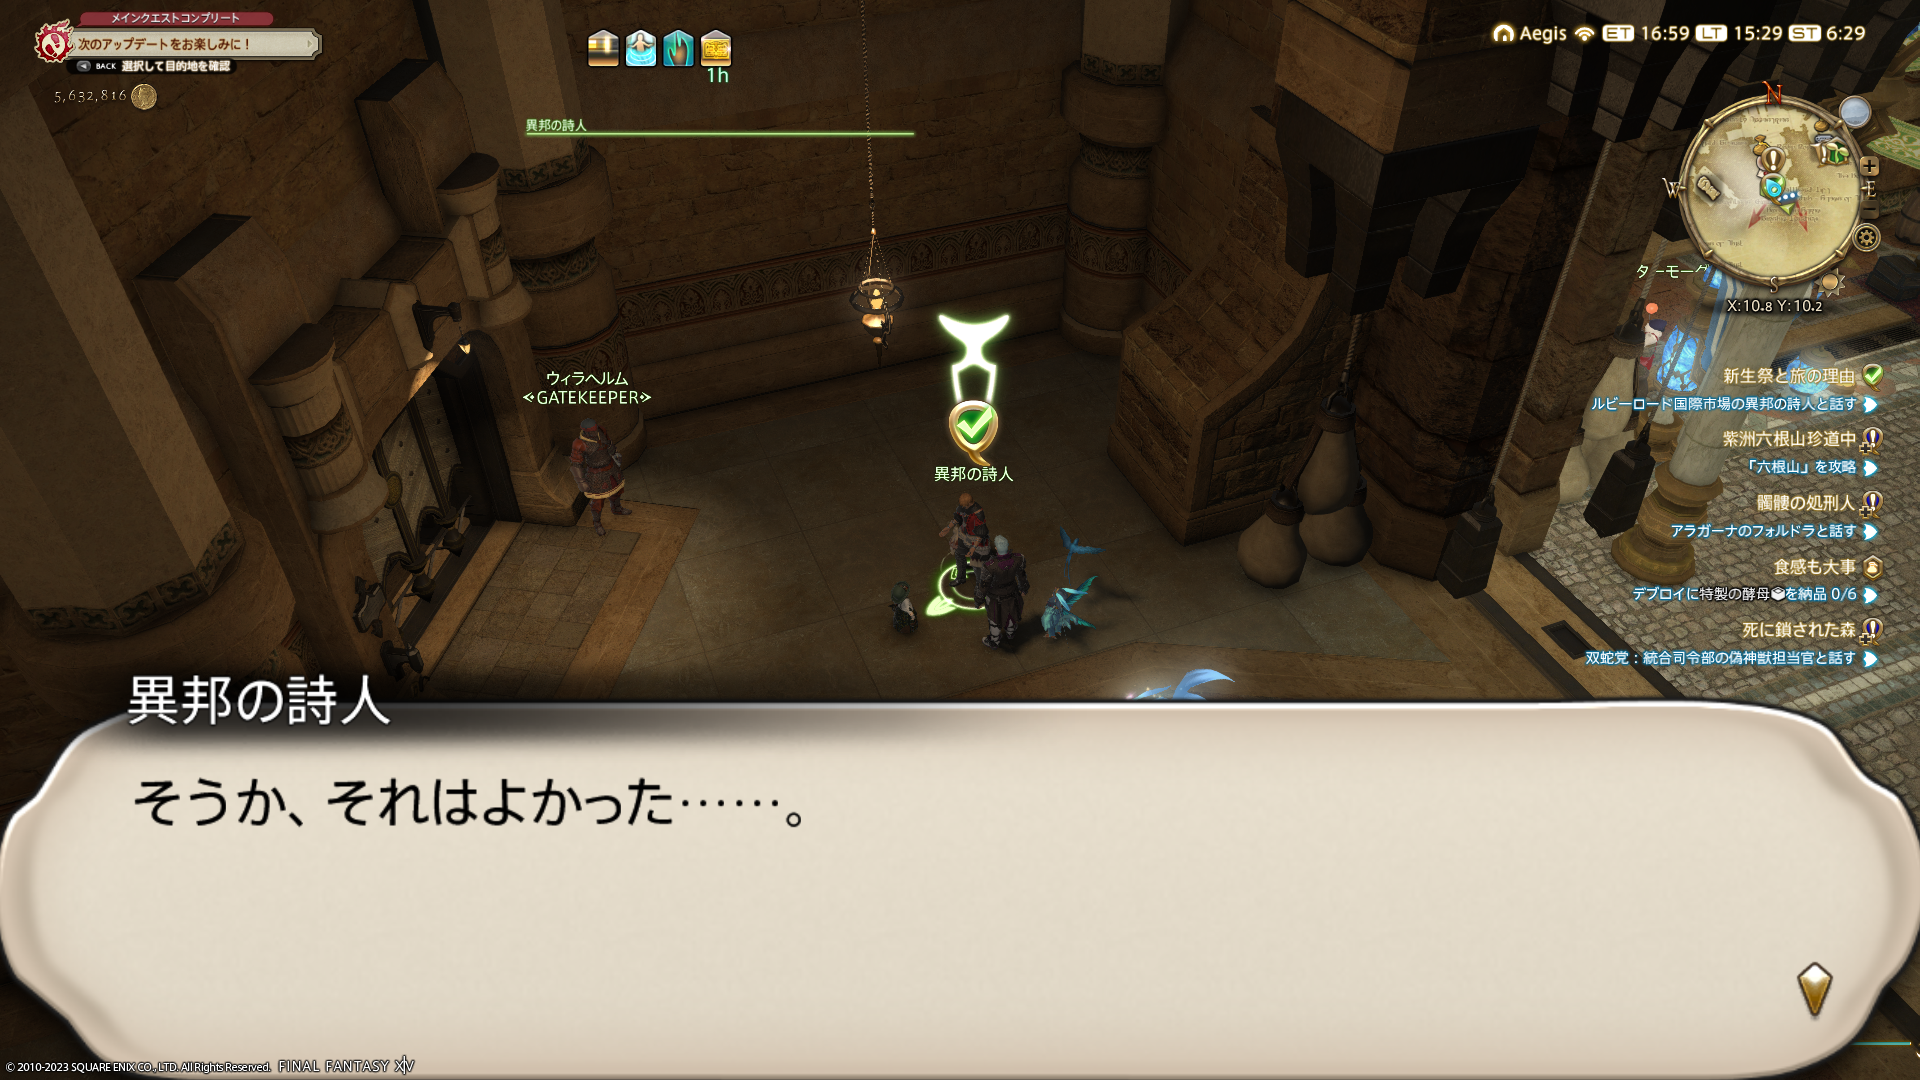 メインクエストコンプリート
次のアップデートをお楽しみに！
BACK 選択して目的地を確認
5,632,816
1h
異邦の詩人
Aegis ET 16:59 LT 15:29 ST 6:29
N
W
E
S
X:10.8 Y:10.2
ターモーグ
ウィラヘルム
<GATEKEEPER>
異邦の詩人
新生祭と旅の理由
ルビーロード国際市場の異邦の詩人と話す
紫洲六根山珍道中
「六根山」を攻略
髑髏の処刑人
アラガーナのフォルドラと話す
食感も大事
デブロイに特製の酵母を納品 0/6
死に鎖された森
双蛇党：統合司令部の偽神獣担当官と話す
異邦の詩人
そうか、それはよかった……。
© 2010-2023 SQUARE ENIX CO., LTD. All Rights Reserved. FINAL FANTASY XIV